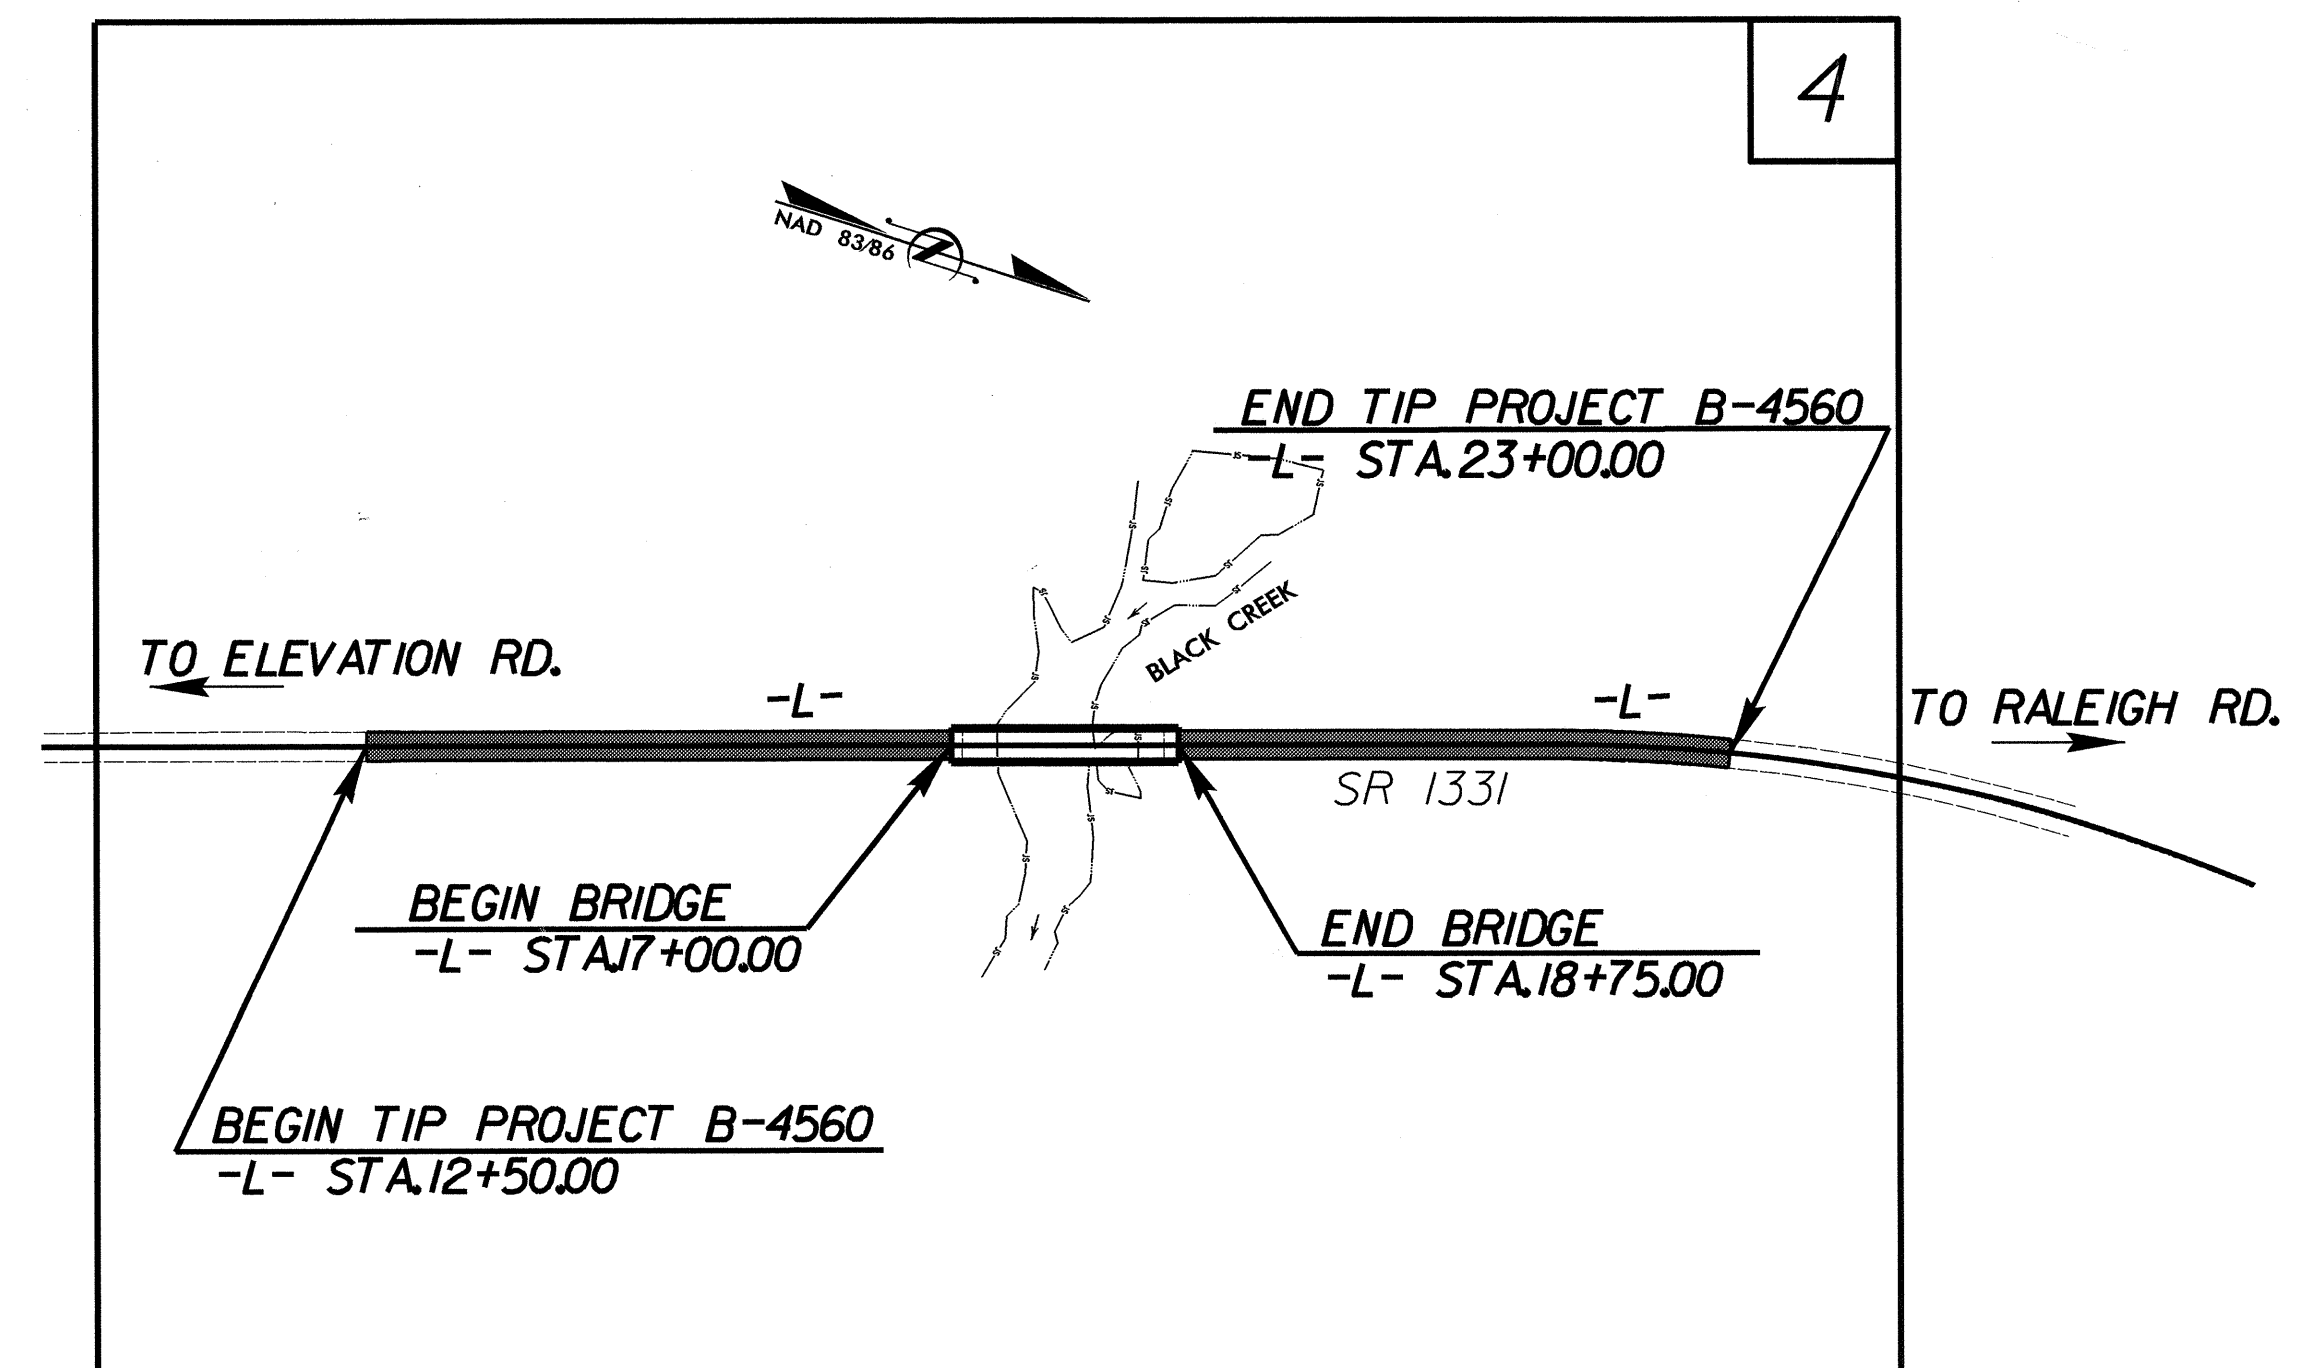 4
NAD 83/86
END TIP PROJECT B-4560
-L- STA.23+00.00
BLACK CREEK
TO ELEVATION RD.
-L-
-L-
TO RALEIGH RD.
SR 1331
BEGIN BRIDGE
-L- STA.17+00.00
END BRIDGE
-L- STA.18+75.00
BEGIN TIP PROJECT B-4560
-L- STA.12+50.00